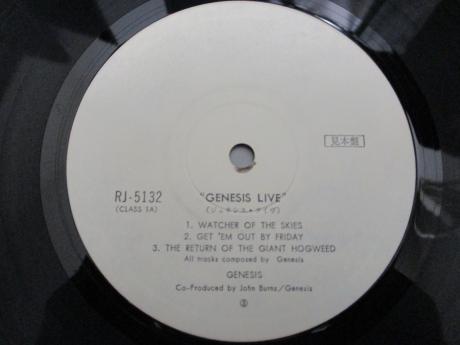 見本盤
RJ-5132
(CLASS IA)
"GENESIS LIVE"
(ジェネシス・ライヴ)
1. WATCHER OF THE SKIES
2. GET 'EM OUT BY FRIDAY
3. THE RETURN OF THE GIANT HOGWEED
All tracks composed by Genesis
GENESIS
Co-Produced by John Burns/Genesis